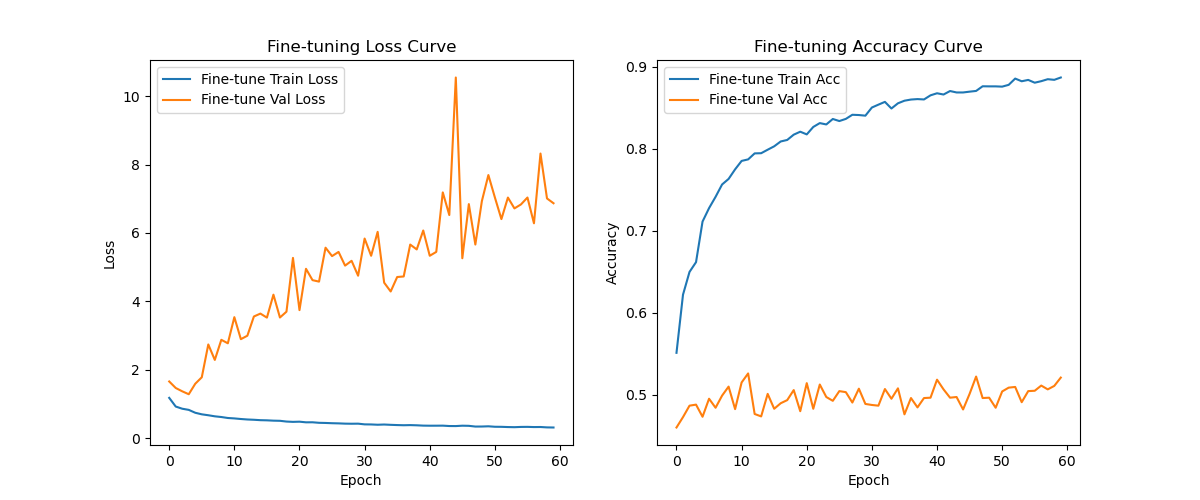 Fine-tuning Loss Curve
Fine-tune Train Loss
Fine-tune Val Loss
10
8
6
4
2
0
Loss
0 10 20 30 40 50 60
Epoch
Fine-tuning Accuracy Curve
Fine-tune Train Acc
Fine-tune Val Acc
0.9
0.8
0.7
0.6
0.5
Accuracy
0 10 20 30 40 50 60
Epoch